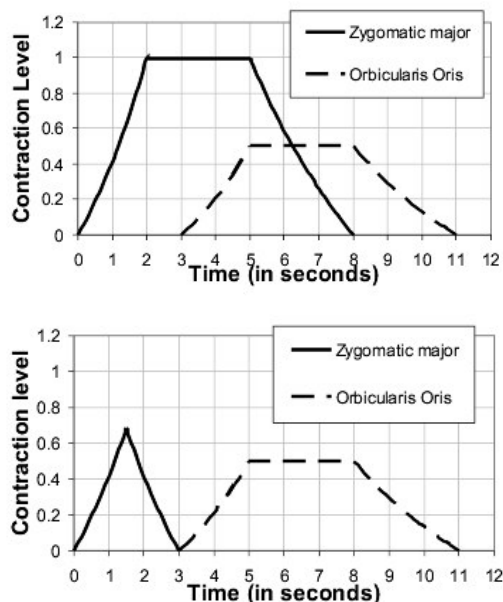 Contraction Level
1.2
1
0.8
0.6
0.4
0.2
0
Zygomatic major
Orbicularis Oris
0 1 2 3 4 5 6 7 8 9 10 11 12
Time (in seconds)
Contraction level
1.2
1
0.8
0.6
0.4
0.2
0
Zygomatic major
Orbicularis Oris
0 1 2 3 4 5 6 7 8 9 10 11 12
Time (in seconds)